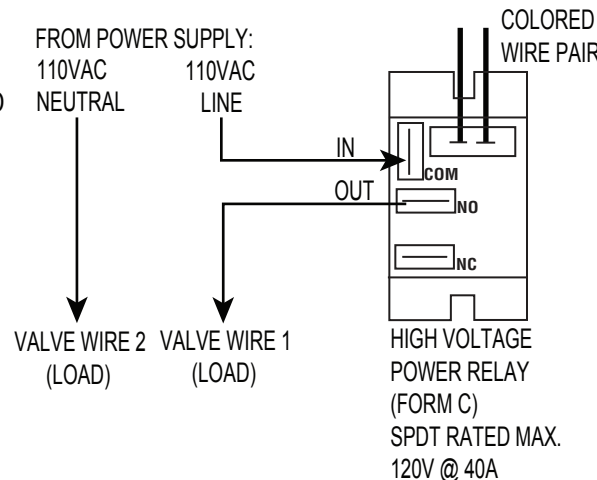 FROM POWER SUPPLY:
110VAC
NEUTRAL
110VAC
LINE
COLORED
WIRE PAIR
IN
COM
OUT
NO
NC
VALVE WIRE 2
(LOAD)
VALVE WIRE 1
(LOAD)
HIGH VOLTAGE
POWER RELAY
(FORM C)
SPDT RATED MAX.
120V @ 40A